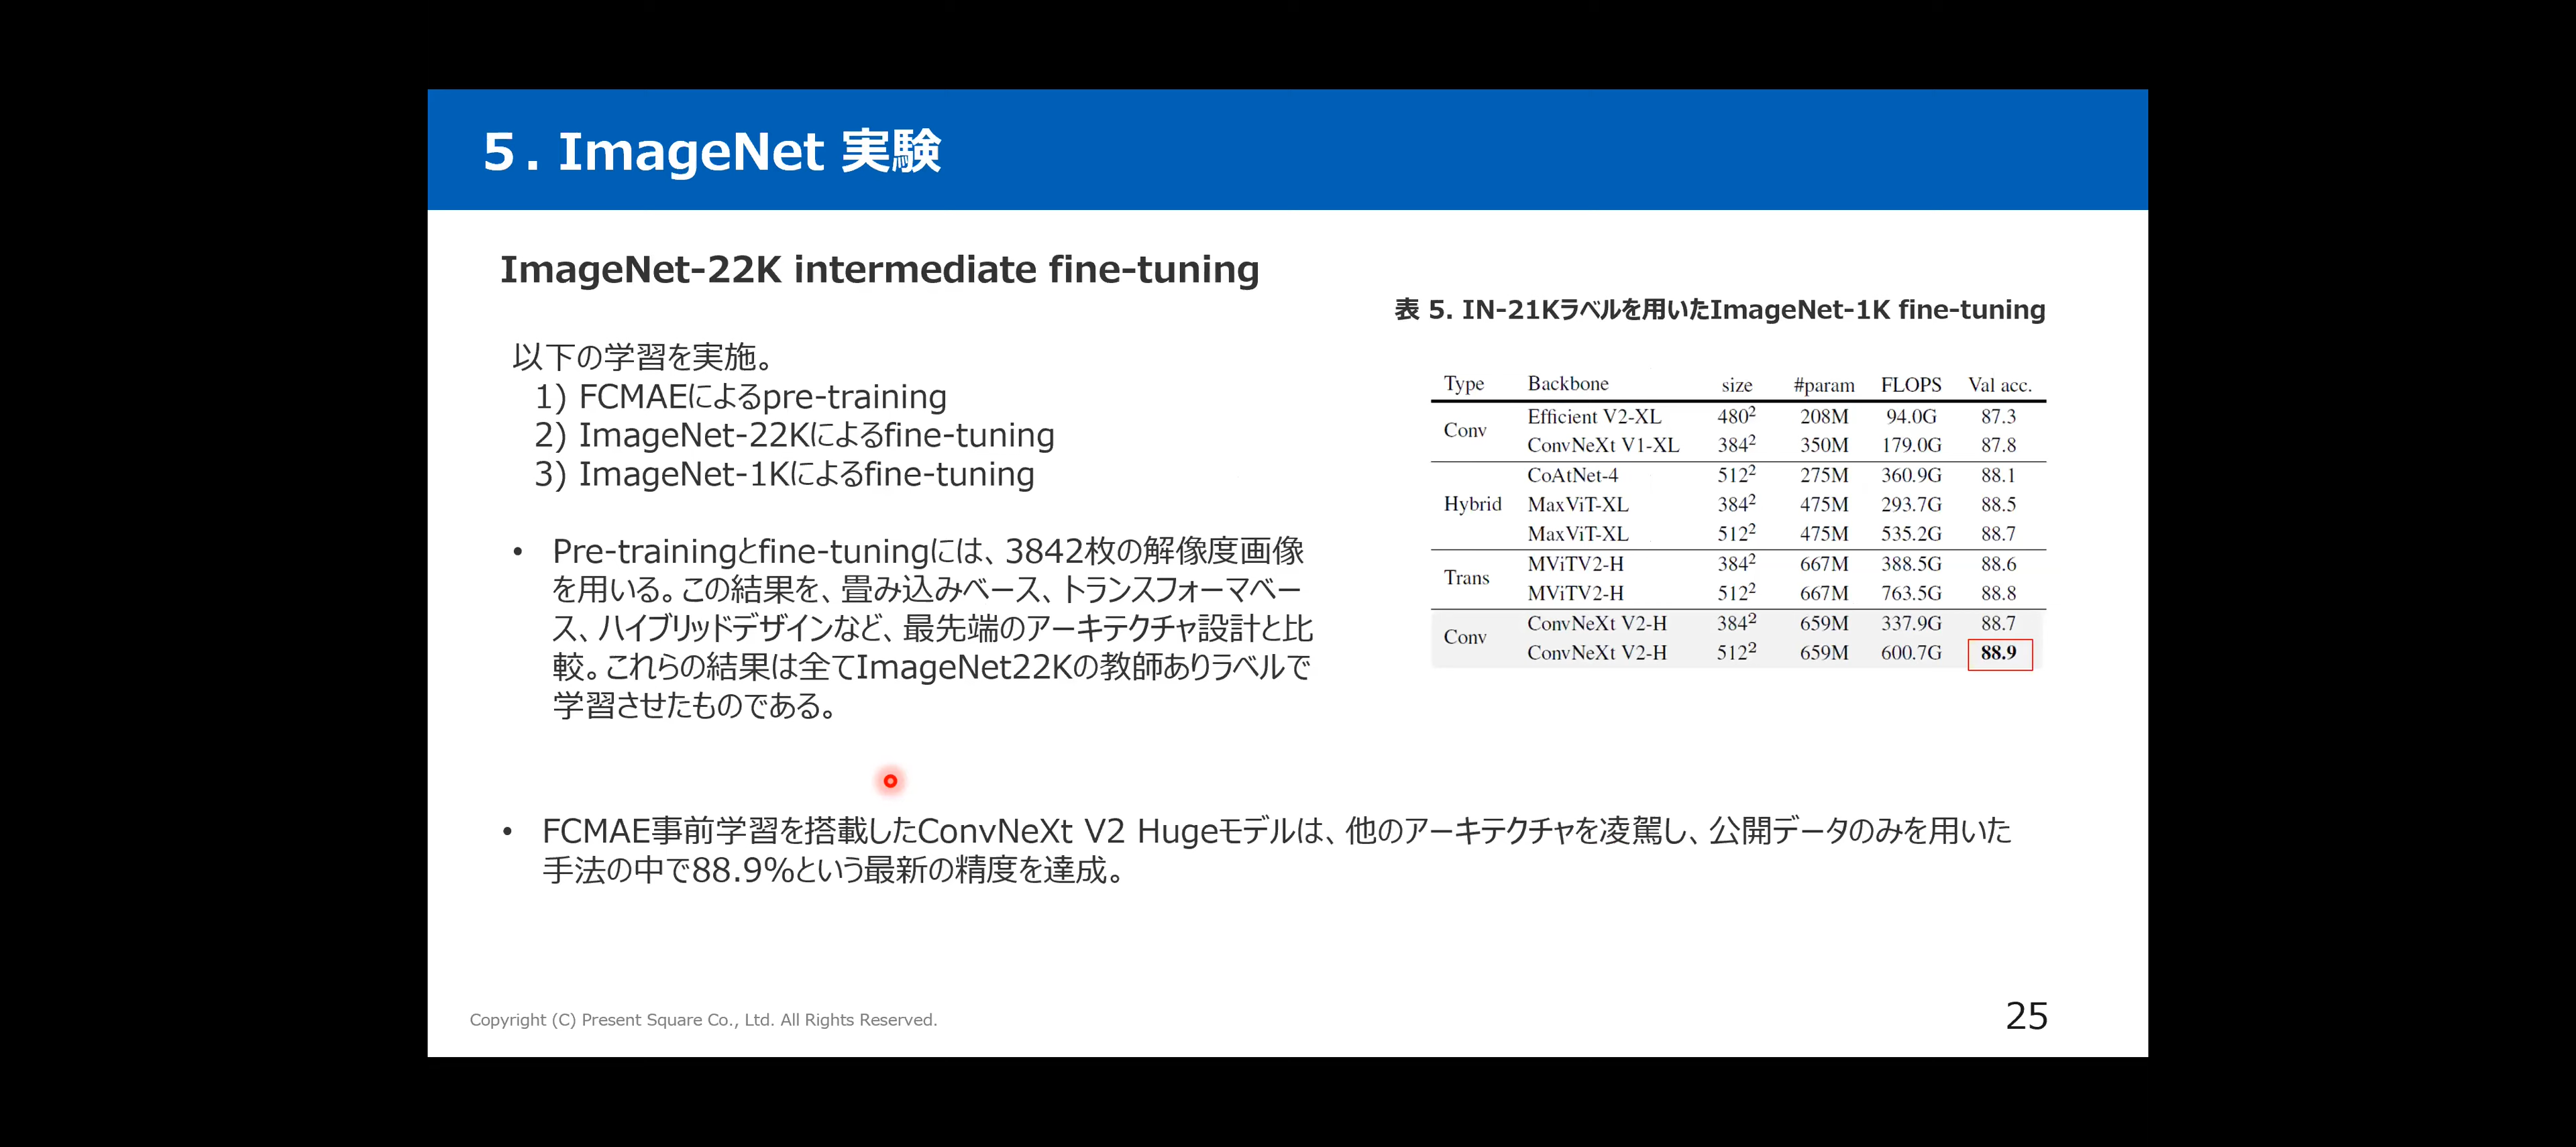 5．ImageNet 実験
ImageNet-22K intermediate fine-tuning
以下の学習を実施。
1) FCMAEによるpre-training
2) ImageNet-22Kによるfine-tuning
3) ImageNet-1Kによるfine-tuning
• Pre-trainingとfine-tuningには、3842枚の解像度画像
を用いる。この結果を、畳み込みベース、トランスフォーマベー
ス、ハイブリッドデザインなど、最先端のアーキテクチャ設計と比
較。これらの結果は全てImageNet22Kの教師ありラベルで
学習させたものである。
表 5. IN-21Kラベルを用いたImageNet-1K fine-tuning
Type Backbone size #param FLOPS Val acc.
Conv
Efficient V2-XL 480² 208M 94.0G 87.3
ConvNeXt V1-XL 384² 350M 179.0G 87.8
Hybrid
CoAtNet-4 512² 275M 360.9G 88.1
MaxViT-XL 384² 475M 293.7G 88.5
MaxViT-XL 512² 475M 535.2G 88.7
Trans
MViTV2-H 384² 667M 388.5G 88.6
MViTV2-H 512² 667M 763.5G 88.8
Conv
ConvNeXt V2-H 384² 659M 337.9G 88.7
ConvNeXt V2-H 512² 659M 600.7G 88.9
• FCMAE事前学習を搭載したConvNeXt V2 Hugeモデルは、他のアーキテクチャを凌駕し、公開データのみを用いた
手法の中で88.9%という最新の精度を達成。
Copyright (C) Present Square Co., Ltd. All Rights Reserved.
25